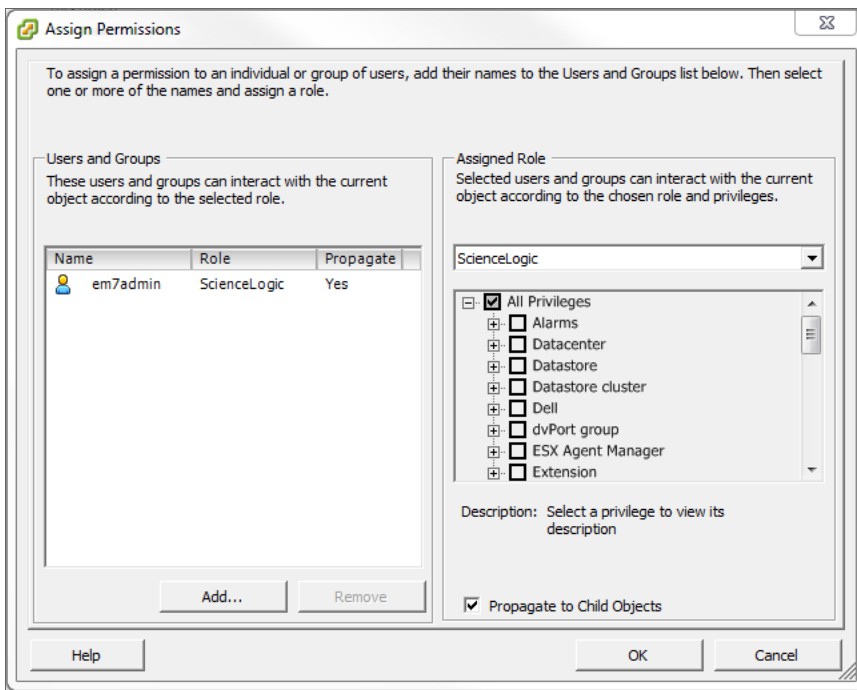 Assign Permissions
To assign a permission to an individual or group of users, add their names to the Users and Groups list below. Then select
one or more of the names and assign a role.
Users and Groups
These users and groups can interact with the current
object according to the selected role.
Name Role Propagate
em7admin ScienceLogic Yes
Add...
Remove
Assigned Role
Selected users and groups can interact with the current
object according to the chosen role and privileges.
ScienceLogic
All Privileges
Alarms
Datacenter
Datastore
Datastore cluster
Dell
dvPort group
ESX Agent Manager
Extension
Description: Select a privilege to view its
description
Propagate to Child Objects
Help
OK
Cancel